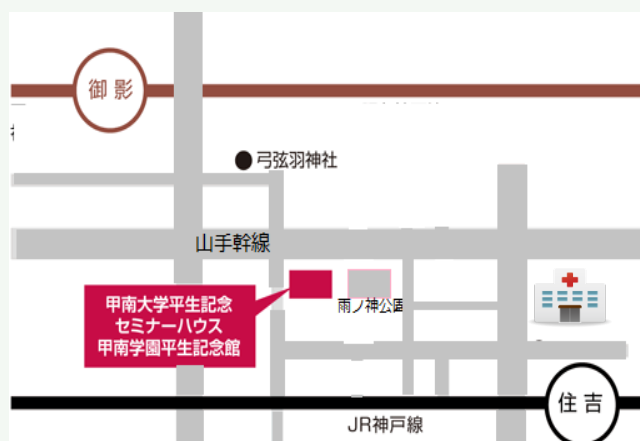 御影
弓弦羽神社
山手幹線
甲南大学平生記念
セミナーハウス
甲南学園平生記念館
雨ノ神公園
住吉
JR神戸線